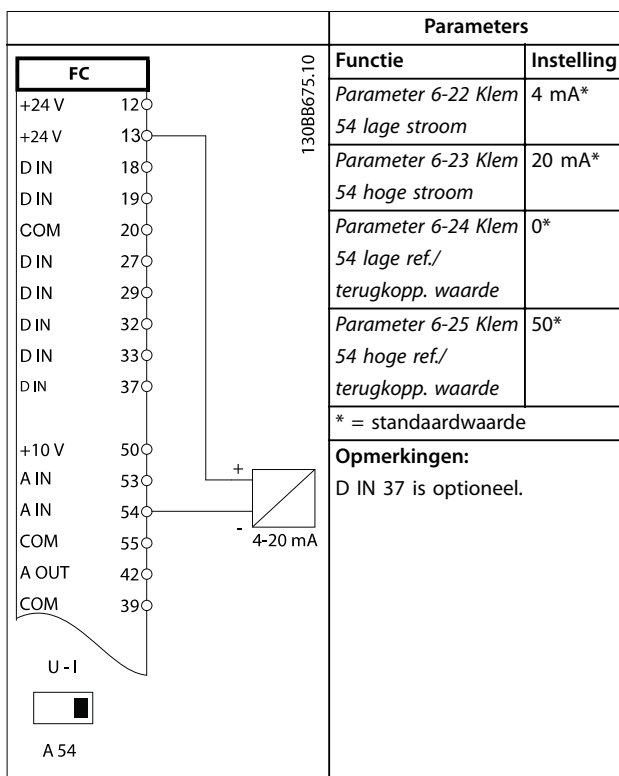 Parameters
FC
130BB675.10
Functie Instelling
+24 V 12
+24 V 13
D IN 18
D IN 19
COM 20
D IN 27
D IN 29
D IN 32
D IN 33
D IN 37
+10 V 50
A IN 53
A IN 54
COM 55
A OUT 42
COM 39
+
-
4-20 mA
U - I
A 54
Parameter 6-22 Klem 4 mA*
54 lage stroom
Parameter 6-23 Klem 20 mA*
54 hoge stroom
Parameter 6-24 Klem 0*
54 lage ref./
terugkopp. waarde
Parameter 6-25 Klem 50*
54 hoge ref./
terugkopp. waarde
* = standaardwaarde
Opmerkingen:
D IN 37 is optioneel.